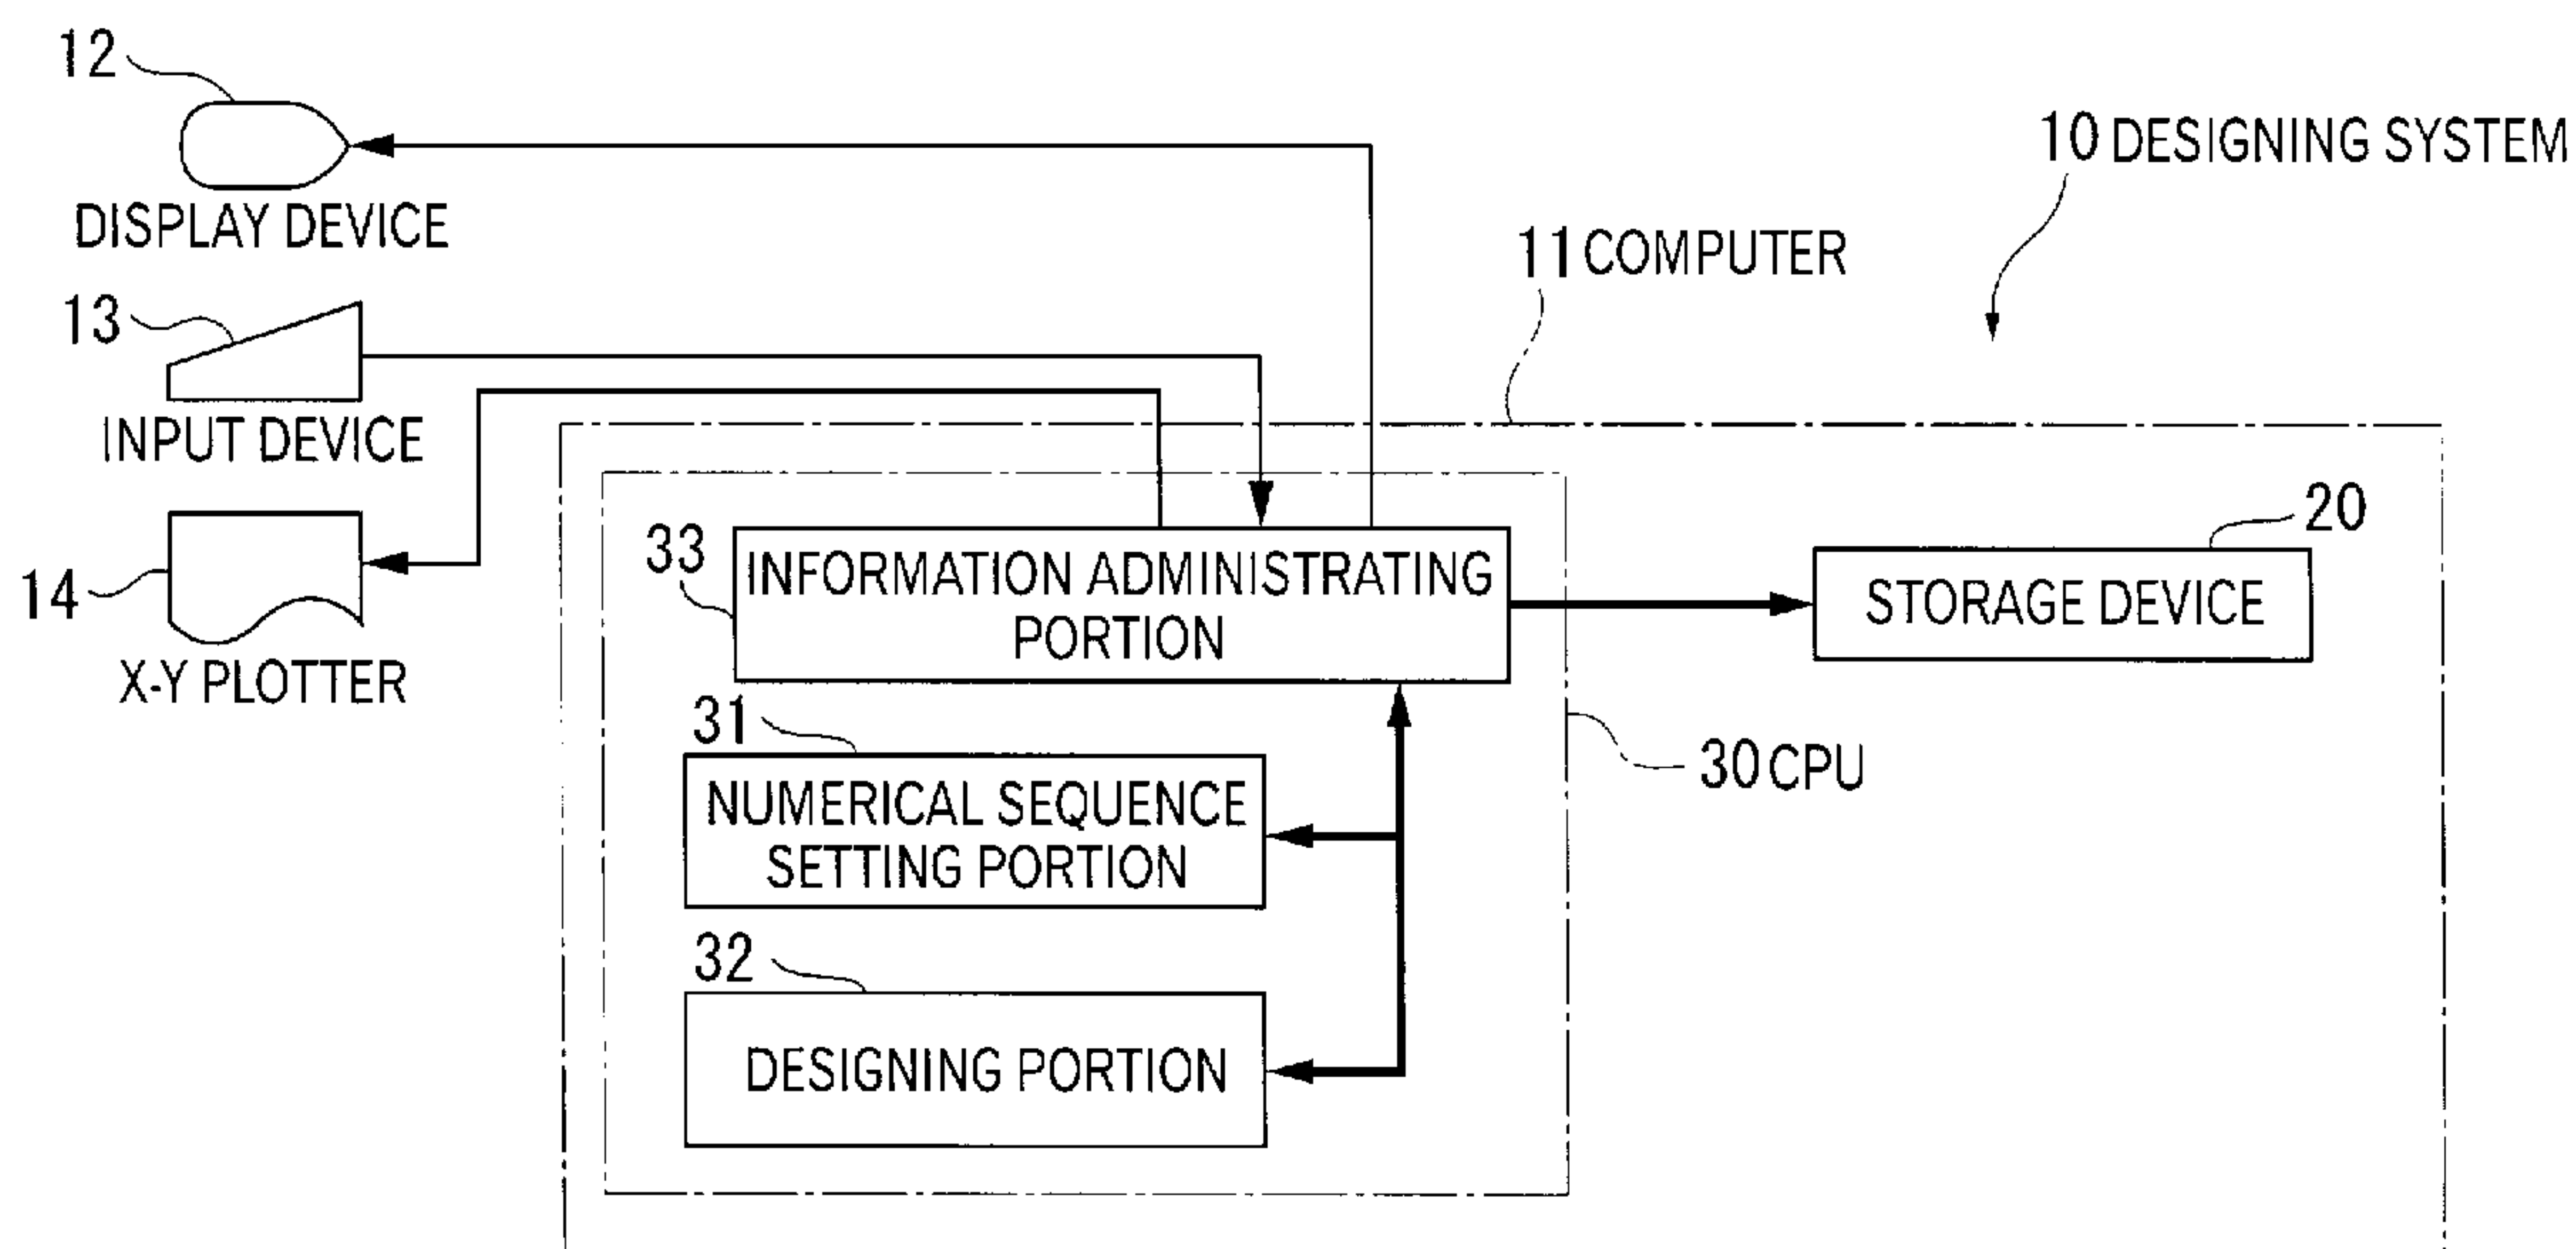 12
DISPLAY DEVICE
10 DESIGNING SYSTEM
11 COMPUTER
13
INPUT DEVICE
14
X-Y PLOTTER
33
INFORMATION ADMINISTRATING
PORTION
20
STORAGE DEVICE
31
NUMERICAL SEQUENCE
SETTING PORTION
30 CPU
32
DESIGNING PORTION